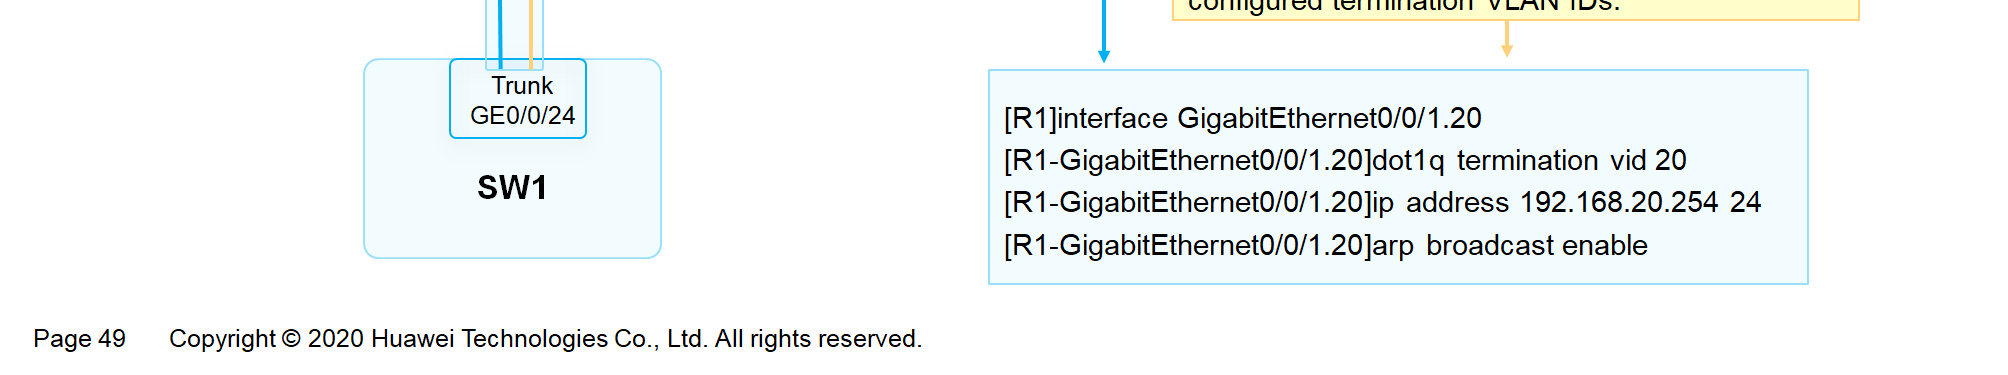 configured termination VLAN IDs.
Trunk
GE0/0/24
SW1
[R1]interface GigabitEthernet0/0/1.20
[R1-GigabitEthernet0/0/1.20]dot1q termination vid 20
[R1-GigabitEthernet0/0/1.20]ip address 192.168.20.254 24
[R1-GigabitEthernet0/0/1.20]arp broadcast enable
Page 49 Copyright © 2020 Huawei Technologies Co., Ltd. All rights reserved.